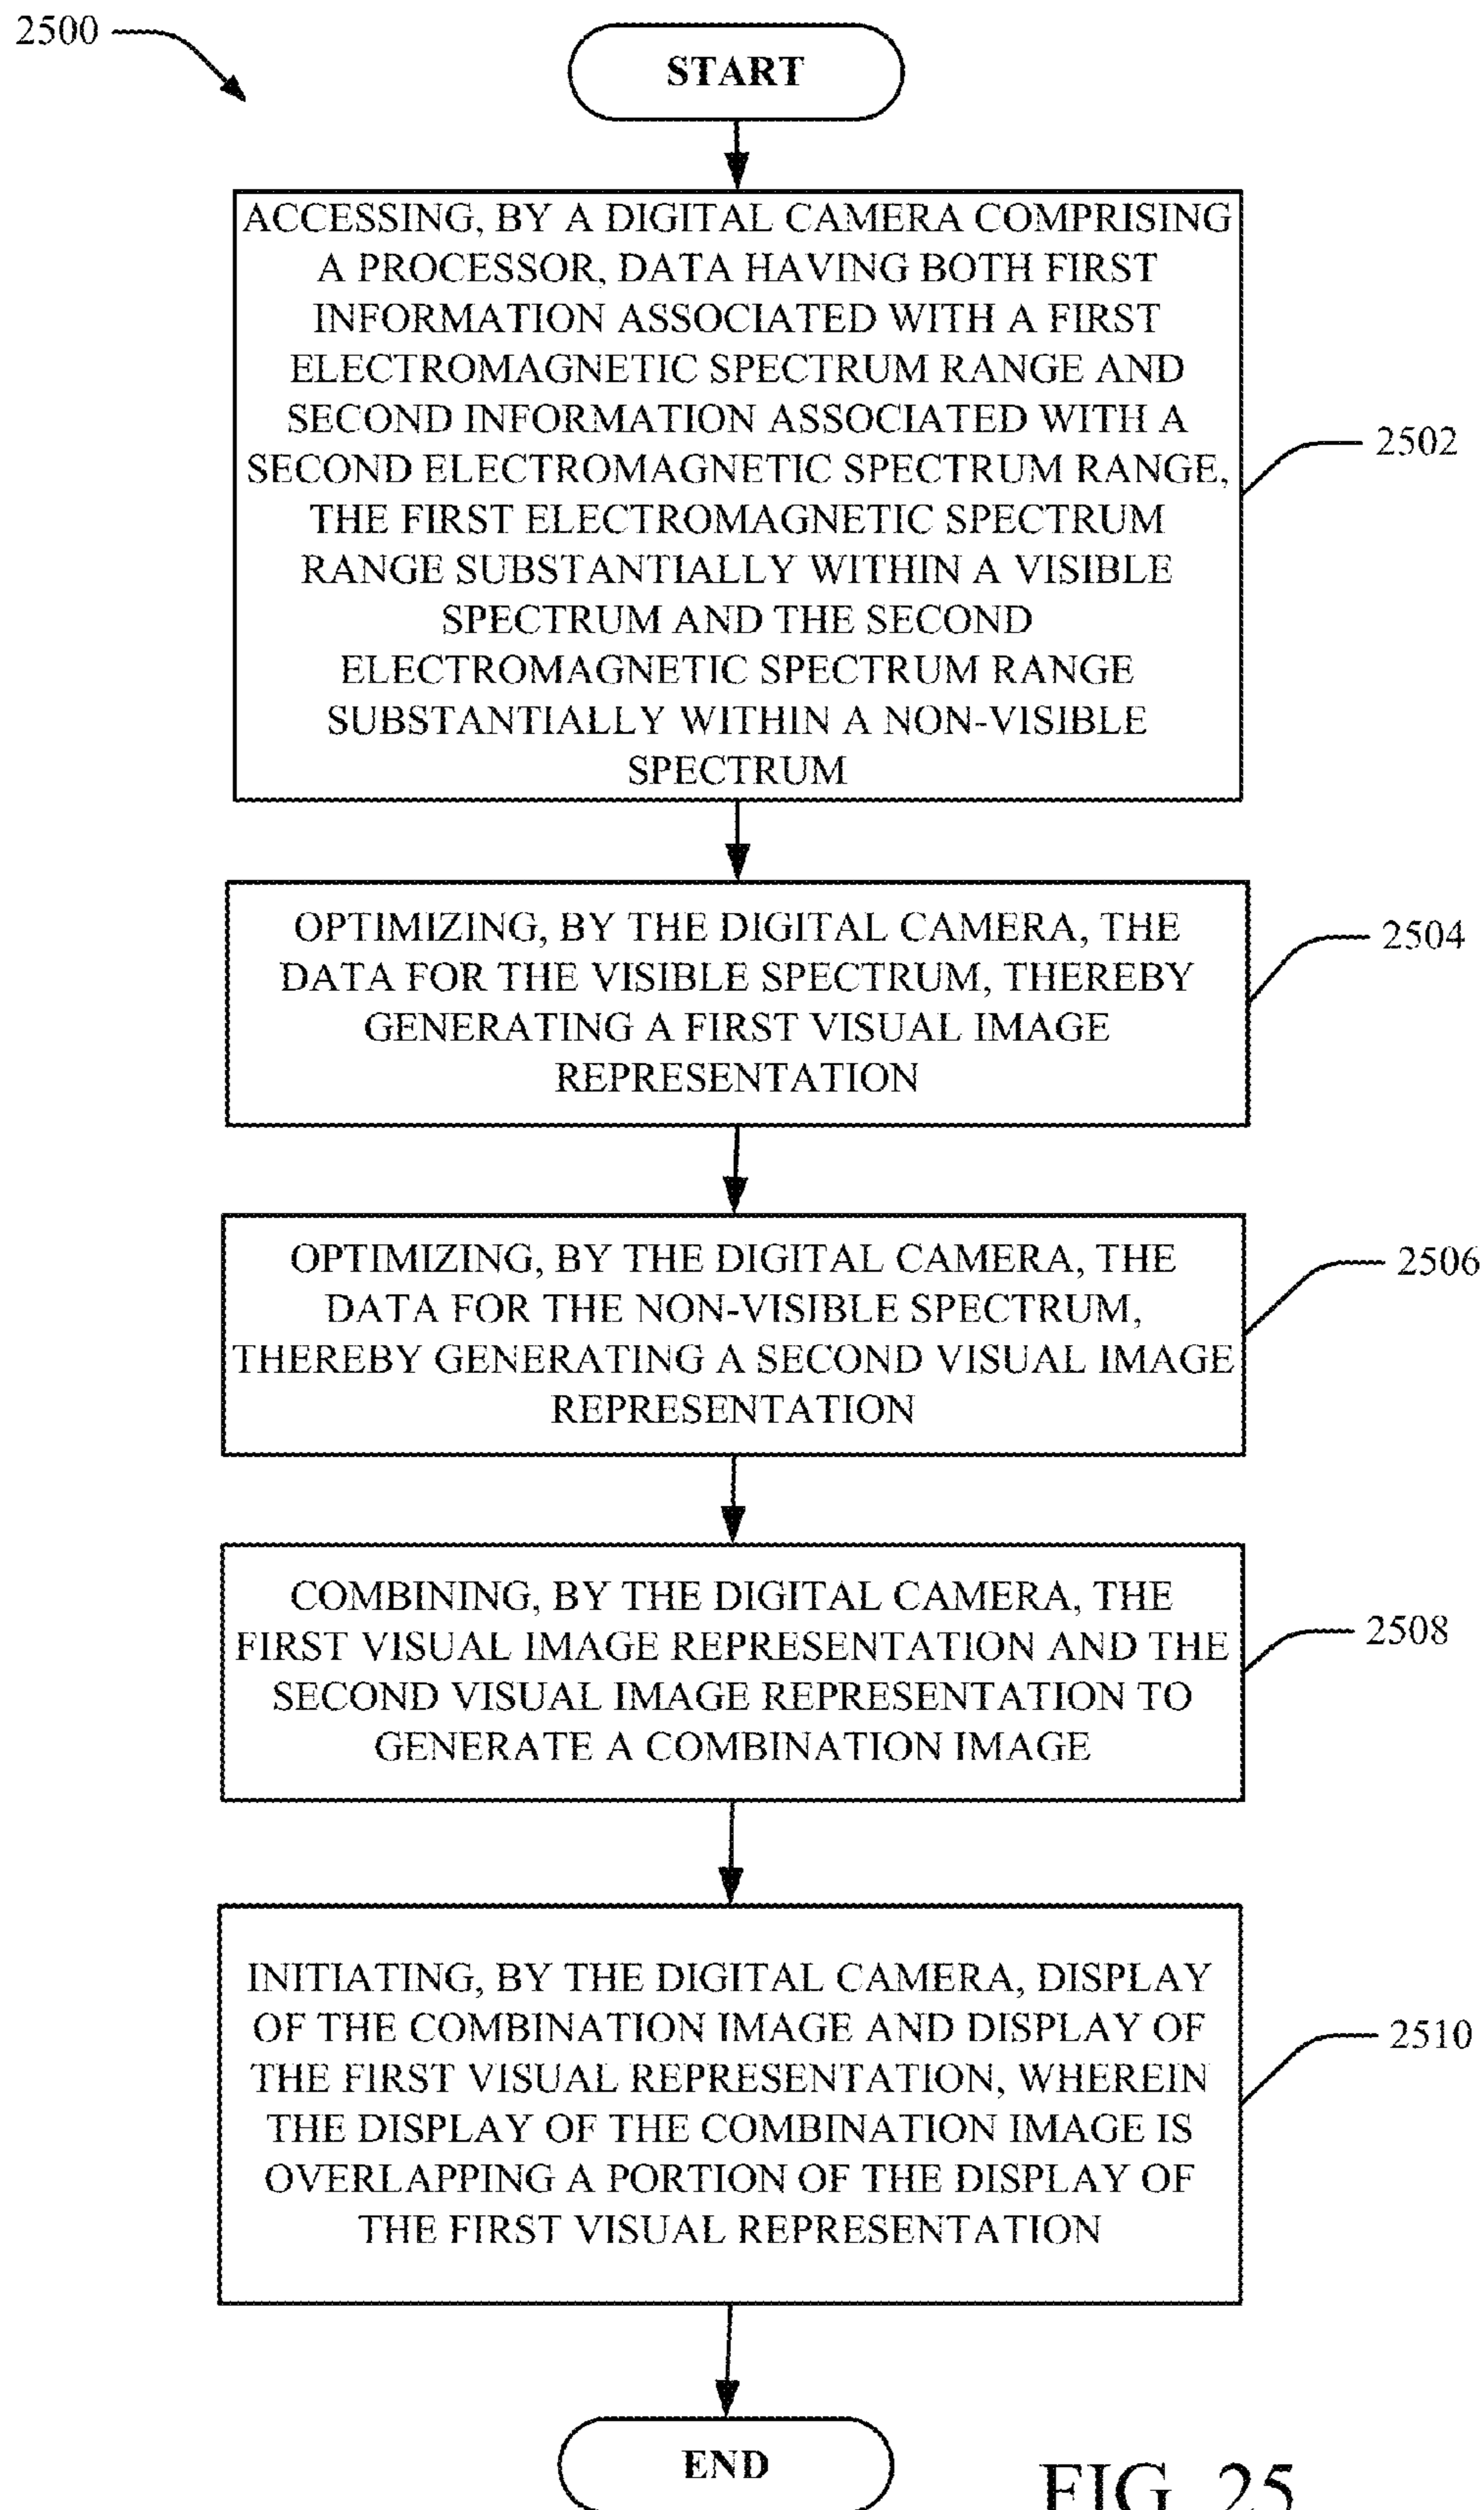 2500
START
ACCESSING, BY A DIGITAL CAMERA COMPRISING
A PROCESSOR, DATA HAVING BOTH FIRST
INFORMATION ASSOCIATED WITH A FIRST
ELECTROMAGNETIC SPECTRUM RANGE AND
SECOND INFORMATION ASSOCIATED WITH A
SECOND ELECTROMAGNETIC SPECTRUM RANGE,
THE FIRST ELECTROMAGNETIC SPECTRUM
RANGE SUBSTANTIALLY WITHIN A VISIBLE
SPECTRUM AND THE SECOND
ELECTROMAGNETIC SPECTRUM RANGE
SUBSTANTIALLY WITHIN A NON-VISIBLE
SPECTRUM
2502
OPTIMIZING, BY THE DIGITAL CAMERA, THE
DATA FOR THE VISIBLE SPECTRUM, THEREBY
GENERATING A FIRST VISUAL IMAGE
REPRESENTATION
2504
OPTIMIZING, BY THE DIGITAL CAMERA, THE
DATA FOR THE NON-VISIBLE SPECTRUM,
THEREBY GENERATING A SECOND VISUAL IMAGE
REPRESENTATION
2506
COMBINING, BY THE DIGITAL CAMERA, THE
FIRST VISUAL IMAGE REPRESENTATION AND THE
SECOND VISUAL IMAGE REPRESENTATION TO
GENERATE A COMBINATION IMAGE
2508
INITIATING, BY THE DIGITAL CAMERA, DISPLAY
OF THE COMBINATION IMAGE AND DISPLAY OF
THE FIRST VISUAL REPRESENTATION, WHEREIN
THE DISPLAY OF THE COMBINATION IMAGE IS
OVERLAPPING A PORTION OF THE DISPLAY OF
THE FIRST VISUAL REPRESENTATION
2510
END
FIG. 25